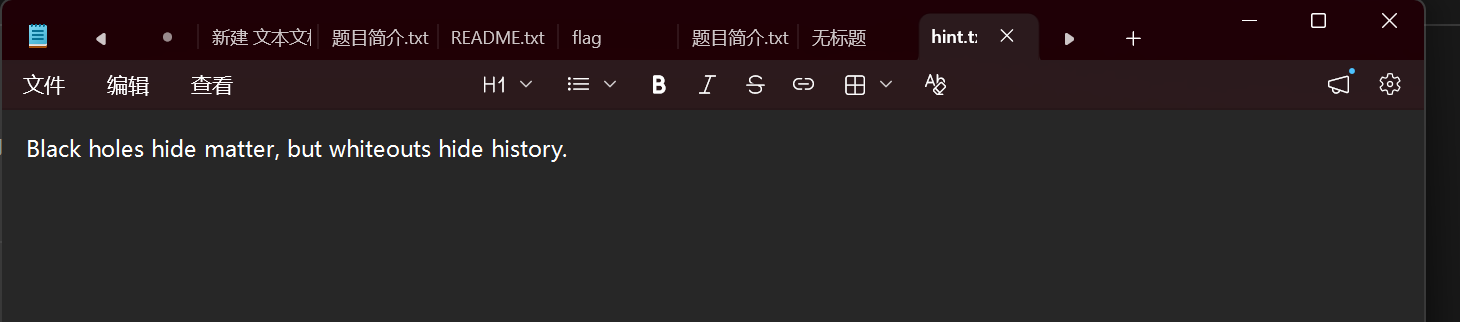 新建 文本文档 题目简介.txt README.txt flag 题目简介.txt 无标题 hint.t
文件 编辑 查看 H1 B I S
Black holes hide matter, but whiteouts hide history.